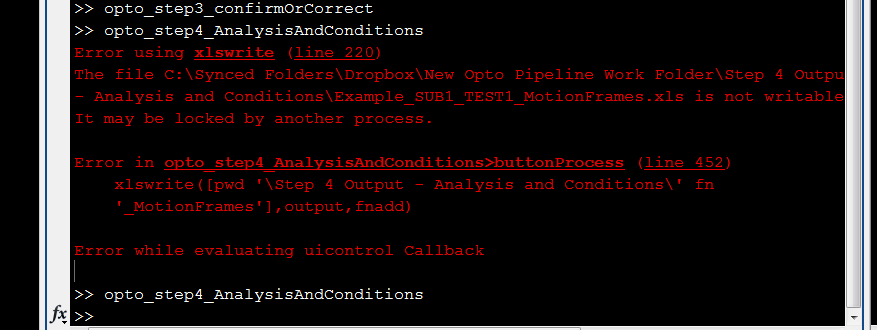 >> opto_step3_confirmOrCorrect
>> opto_step4_AnalysisAndConditions
Error using xlswrite (line 220)
The file C:\Synced Folders\Dropbox\New Opto Pipeline Work Folder\Step 4 Outpu
- Analysis and Conditions\Example_SUB1_TEST1_MotionFrames.xls is not writable
It may be locked by another process.
Error in opto_step4_AnalysisAndConditions>buttonProcess (line 452)
xlswrite([pwd '\Step 4 Output - Analysis and Conditions\' fn
'_MotionFrames'],output,fnadd)
Error while evaluating uicontrol Callback
>> opto_step4_AnalysisAndConditions
fx >>